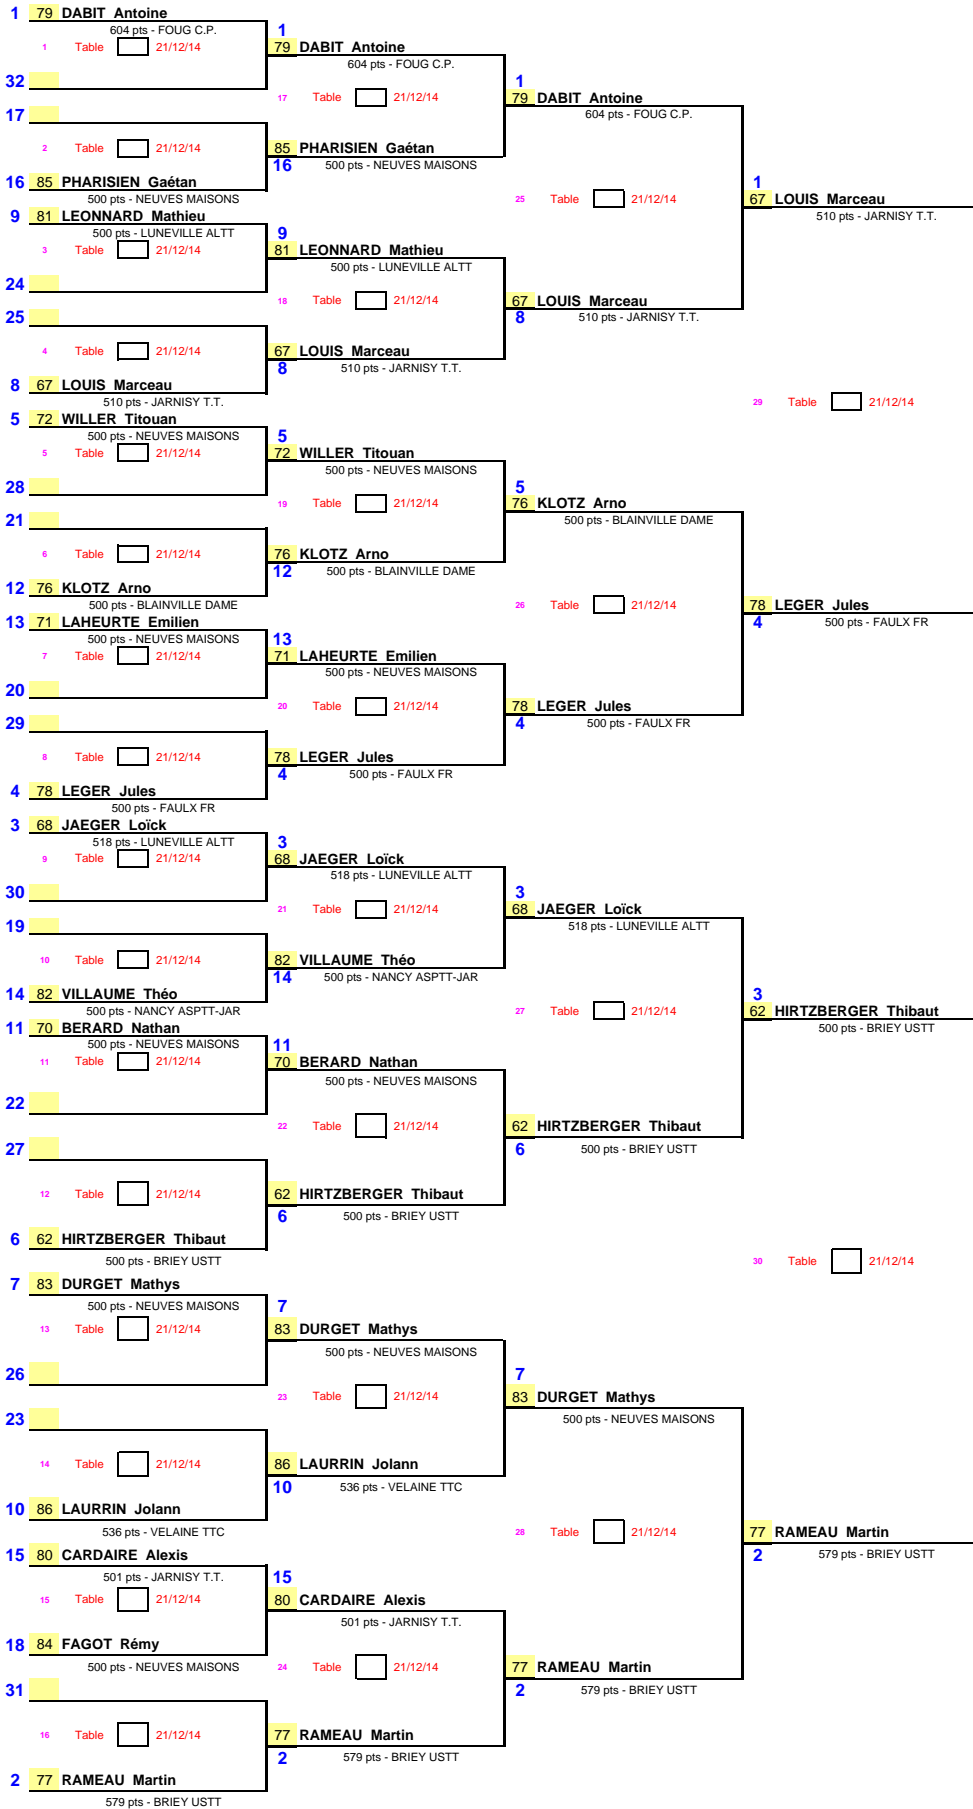 1 79 DABIT Antoine
604 pts - FOUG C.P.
1 Table 21/12/14
32
17
2 Table 21/12/14
16 85 PHARISIEN Gaétan
500 pts - NEUVES MAISONS
9 81 LEONNARD Mathieu
500 pts - LUNEVILLE ALTT
3 Table 21/12/14
24
25
4 Table 21/12/14
8 67 LOUIS Marceau
510 pts - JARNISY T.T.
5 72 WILLER Titouan
500 pts - NEUVES MAISONS
5 Table 21/12/14
28
21
6 Table 21/12/14
12 76 KLOTZ Arno
500 pts - BLAINVILLE DAME
13 71 LAHEURTE Emilien
500 pts - NEUVES MAISONS
7 Table 21/12/14
20
29
8 Table 21/12/14
4 78 LEGER Jules
500 pts - FAULX FR
3 68 JAEGER Loïck
518 pts - LUNEVILLE ALTT
9 Table 21/12/14
30
19
10 Table 21/12/14
14 82 VILLAUME Théo
500 pts - NANCY ASPTT-JAR
11 70 BERARD Nathan
500 pts - NEUVES MAISONS
11 Table 21/12/14
22
27
12 Table 21/12/14
6 62 HIRTZBERGER Thibaut
500 pts - BRIEY USTT
7 83 DURGET Mathys
500 pts - NEUVES MAISONS
13 Table 21/12/14
26
23
14 Table 21/12/14
10 86 LAURRIN Jolann
536 pts - VELAINE TTC
15 80 CARDAIRE Alexis
501 pts - JARNISY T.T.
15 Table 21/12/14
18 84 FAGOT Rémy
500 pts - NEUVES MAISONS
31
16 Table 21/12/14
2 77 RAMEAU Martin
579 pts - BRIEY USTT
1
79 DABIT Antoine
604 pts - FOUG C.P.
17 Table 21/12/14
85 PHARISIEN Gaétan
16 500 pts - NEUVES MAISONS
9
81 LEONNARD Mathieu
500 pts - LUNEVILLE ALTT
18 Table 21/12/14
67 LOUIS Marceau
8 510 pts - JARNISY T.T.
5
72 WILLER Titouan
500 pts - NEUVES MAISONS
19 Table 21/12/14
76 KLOTZ Arno
12 500 pts - BLAINVILLE DAME
13
71 LAHEURTE Emilien
500 pts - NEUVES MAISONS
20 Table 21/12/14
78 LEGER Jules
4 500 pts - FAULX FR
3
68 JAEGER Loïck
518 pts - LUNEVILLE ALTT
21 Table 21/12/14
82 VILLAUME Théo
14 500 pts - NANCY ASPTT-JAR
11
70 BERARD Nathan
500 pts - NEUVES MAISONS
22 Table 21/12/14
62 HIRTZBERGER Thibaut
6 500 pts - BRIEY USTT
7
83 DURGET Mathys
500 pts - NEUVES MAISONS
23 Table 21/12/14
86 LAURRIN Jolann
10 536 pts - VELAINE TTC
15
80 CARDAIRE Alexis
501 pts - JARNISY T.T.
24 Table 21/12/14
77 RAMEAU Martin
2 579 pts - BRIEY USTT
1
79 DABIT Antoine
604 pts - FOUG C.P.
25 Table 21/12/14
67 LOUIS Marceau
8 510 pts - JARNISY T.T.
5
76 KLOTZ Arno
500 pts - BLAINVILLE DAME
26 Table 21/12/14
78 LEGER Jules
4 500 pts - FAULX FR
3
68 JAEGER Loïck
518 pts - LUNEVILLE ALTT
27 Table 21/12/14
62 HIRTZBERGER Thibaut
6 500 pts - BRIEY USTT
7
83 DURGET Mathys
500 pts - NEUVES MAISONS
28 Table 21/12/14
77 RAMEAU Martin
2 579 pts - BRIEY USTT
1
67 LOUIS Marceau
510 pts - JARNISY T.T.
29 Table 21/12/14
78 LEGER Jules
4 500 pts - FAULX FR
3
62 HIRTZBERGER Thibaut
500 pts - BRIEY USTT
30 Table 21/12/14
77 RAMEAU Martin
2 579 pts - BRIEY USTT